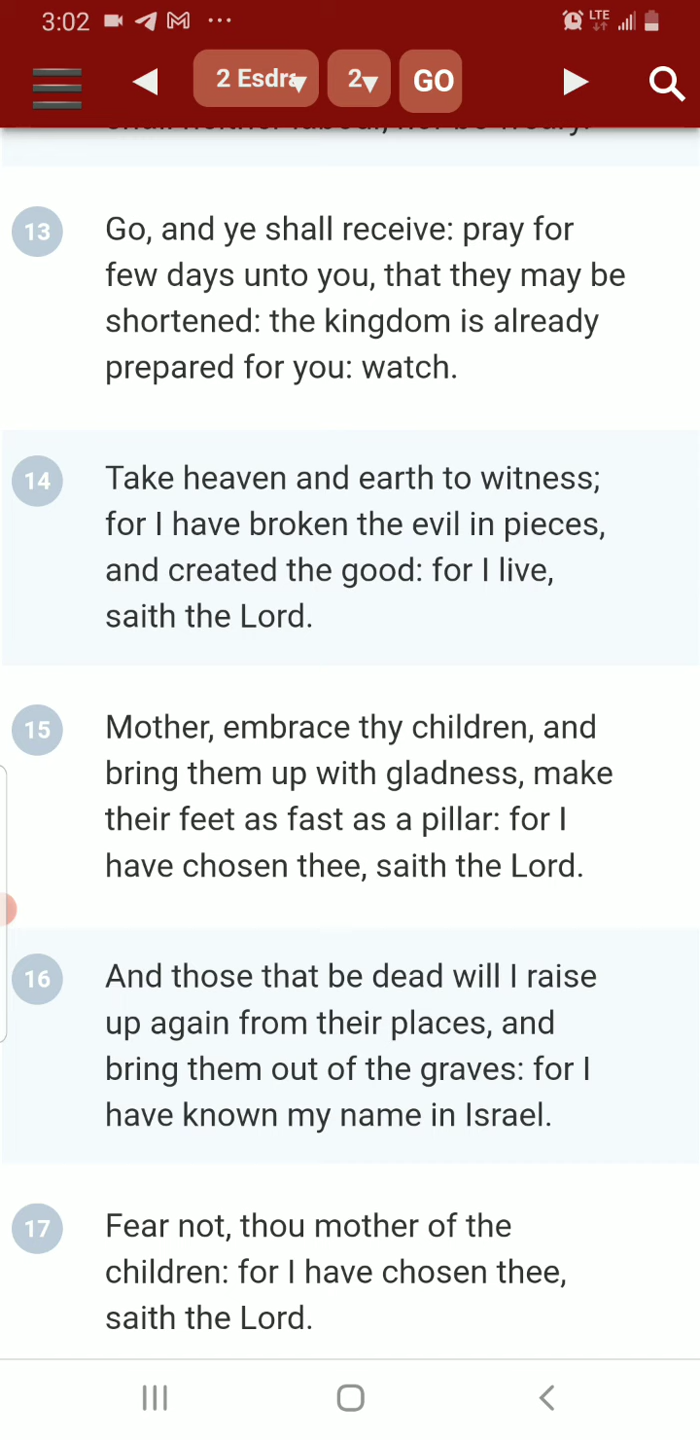 3:02
LTE
2 Esdra
2
GO
13
Go, and ye shall receive: pray for
few days unto you, that they may be
shortened: the kingdom is already
prepared for you: watch.
14
Take heaven and earth to witness;
for I have broken the evil in pieces,
and created the good: for I live,
saith the Lord.
15
Mother, embrace thy children, and
bring them up with gladness, make
their feet as fast as a pillar: for I
have chosen thee, saith the Lord.
16
And those that be dead will I raise
up again from their places, and
bring them out of the graves: for I
have known my name in Israel.
17
Fear not, thou mother of the
children: for I have chosen thee,
saith the Lord.